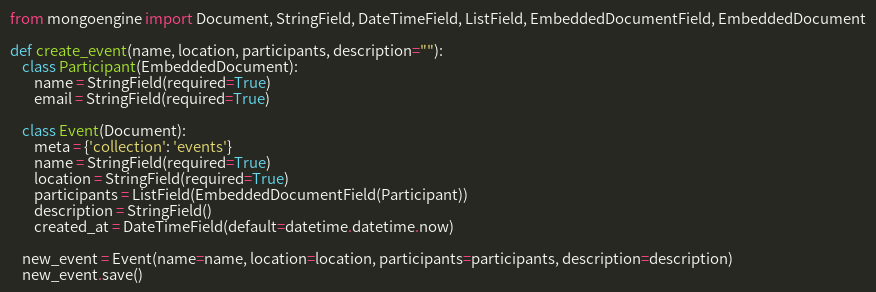 from mongoengine import Document, StringField, DateTimeField, ListField, EmbeddedDocumentField, EmbeddedDocument

def create_event(name, location, participants, description=""):
    class Participant(EmbeddedDocument):
        name = StringField(required=True)
        email = StringField(required=True)

    class Event(Document):
        meta = {'collection': 'events'}
        name = StringField(required=True)
        location = StringField(required=True)
        participants = ListField(EmbeddedDocumentField(Participant))
        description = StringField()
        created_at = DateTimeField(default=datetime.datetime.now)

    new_event = Event(name=name, location=location, participants=participants, description=description)
    new_event.save()